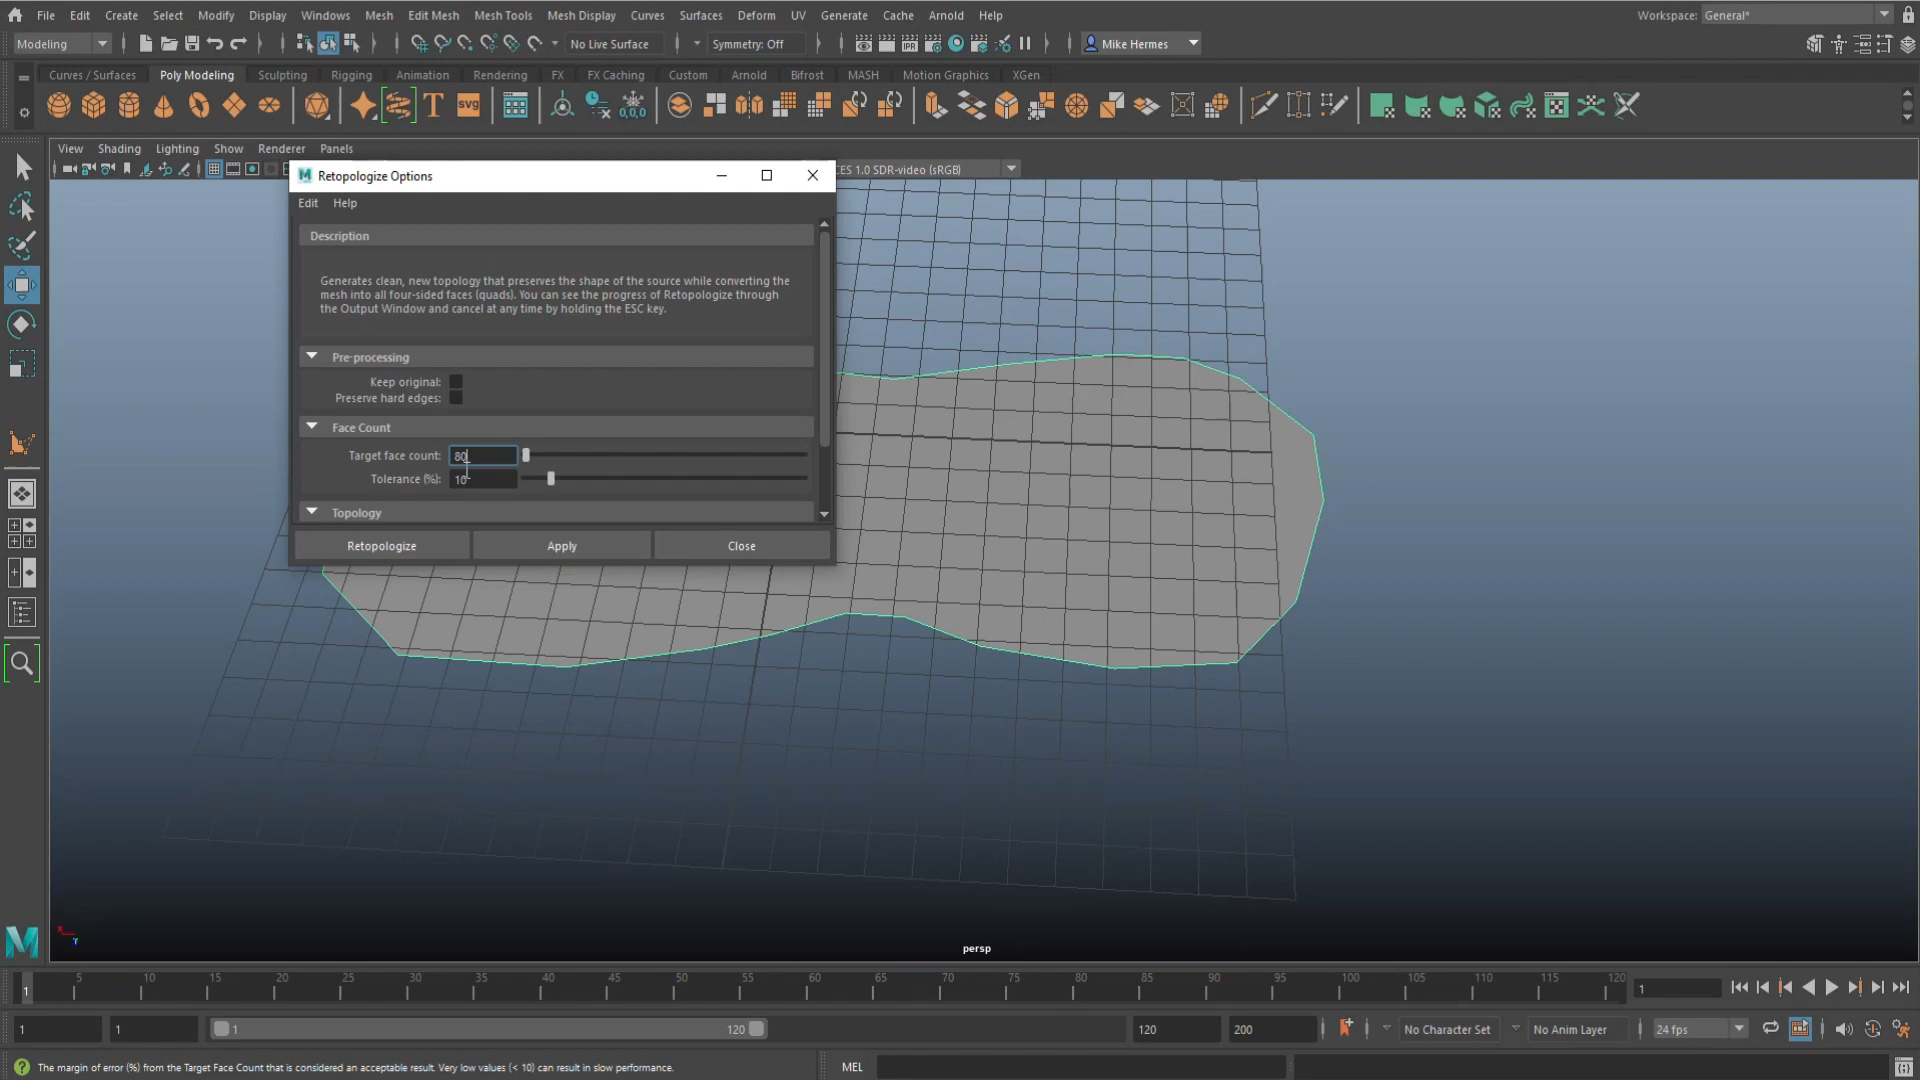 File Edit Create Select Modify Display Windows Mesh Edit Mesh Mesh Tools Mesh Display Curves Surfaces Deform UV Generate Cache Arnold Help Workspace: General*
Modeling No Live Surface Symmetry: Off IPR Mike Hermes
Curves / Surfaces Poly Modeling Sculpting Rigging Animation Rendering FX FX Caching Custom Arnold Bifrost MASH Motion Graphics XGen
T svg 0,0,0
View Shading Lighting Show Renderer Panels
CES 1.0 SDR-video (sRGB)
M Retopologize Options
Edit Help
Description
Generates clean, new topology that preserves the shape of the source while converting the
mesh into all four-sided faces (quads). You can see the progress of Retopologize through
the Output Window and cancel at any time by holding the ESC key.
Pre-processing
Keep original:
Preserve hard edges:
Face Count
Target face count: 80
Tolerance (%): 10
Topology
Retopologize Apply Close
persp
M
5 10 15 20 25 30 35 40 45 50 55 60 65 70 75 80 85 90 95 100 105 110 115 120
1 1
1 1 1 120 120 200 No Character Set No Anim Layer 24 fps
The margin of error (%) from the Target Face Count that is considered an acceptable result. Very low values (< 10) can result in slow performance. MEL